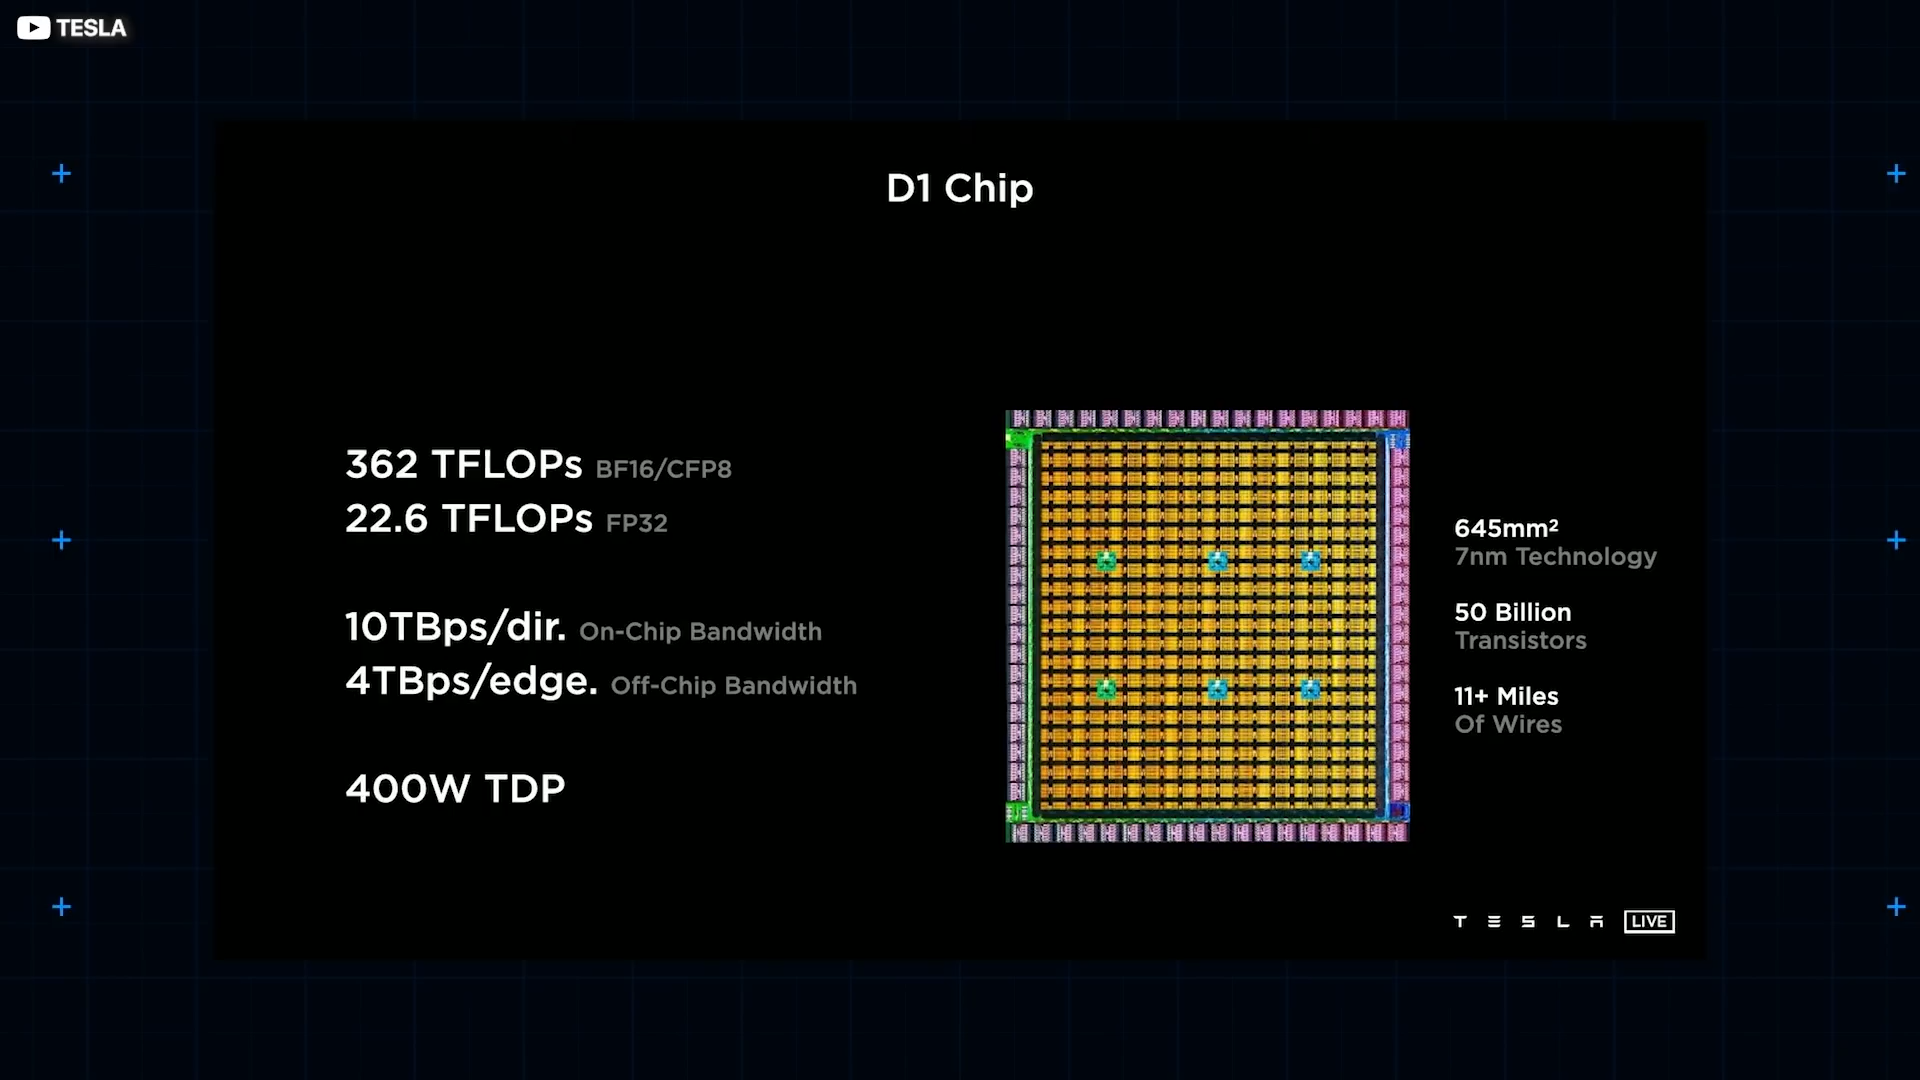 TESLA
D1 Chip
362 TFLOPs BF16/CFP8
22.6 TFLOPs FP32
10TBps/dir. On-Chip Bandwidth
4TBps/edge. Off-Chip Bandwidth
400W TDP
645mm²
7nm Technology
50 Billion
Transistors
11+ Miles
Of Wires
TESLA LIVE